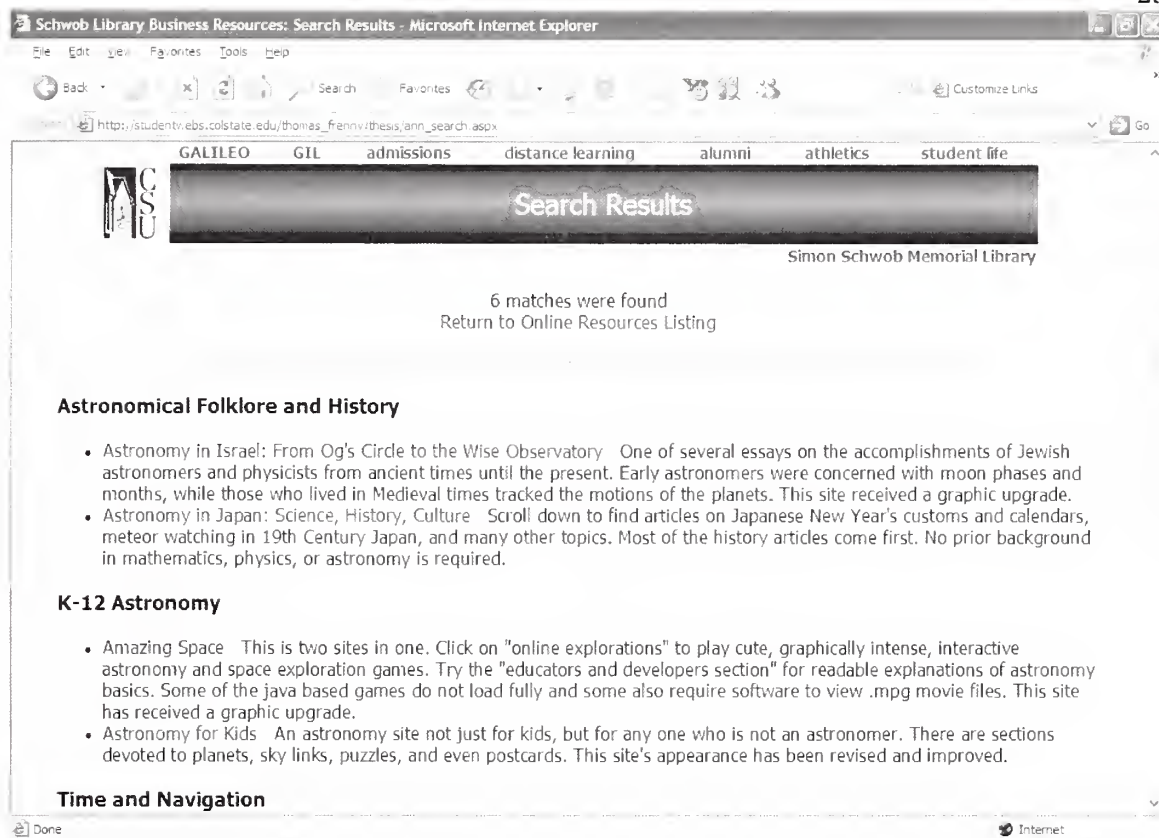 Schwob Library Business Resources: Search Results - Microsoft Internet Explorer
File Edit View Favorites Tools Help
Back Search Favorites Customize Links
http://studentv.ebs.colstate.edu/thomas_frennv/thesis/ann_search.aspx Go
GALILEO GIL admissions distance learning alumni athletics student life
CSU
Search Results
Simon Schwob Memorial Library
6 matches were found
Return to Online Resources Listing
Astronomical Folklore and History
• Astronomy in Israel: From Og's Circle to the Wise Observatory One of several essays on the accomplishments of Jewish
astronomers and physicists from ancient times until the present. Early astronomers were concerned with moon phases and
months, while those who lived in Medieval times tracked the motions of the planets. This site received a graphic upgrade.
• Astronomy in Japan: Science, History, Culture Scroll down to find articles on Japanese New Year's customs and calendars,
meteor watching in 19th Century Japan, and many other topics. Most of the history articles come first. No prior background
in mathematics, physics, or astronomy is required.
K-12 Astronomy
• Amazing Space This is two sites in one. Click on "online explorations" to play cute, graphically intense, interactive
astronomy and space exploration games. Try the "educators and developers section" for readable explanations of astronomy
basics. Some of the java based games do not load fully and some also require software to view .mpg movie files. This site
has received a graphic upgrade.
• Astronomy for Kids An astronomy site not just for kids, but for any one who is not an astronomer. There are sections
devoted to planets, sky links, puzzles, and even postcards. This site's appearance has been revised and improved.
Time and Navigation
Done Internet